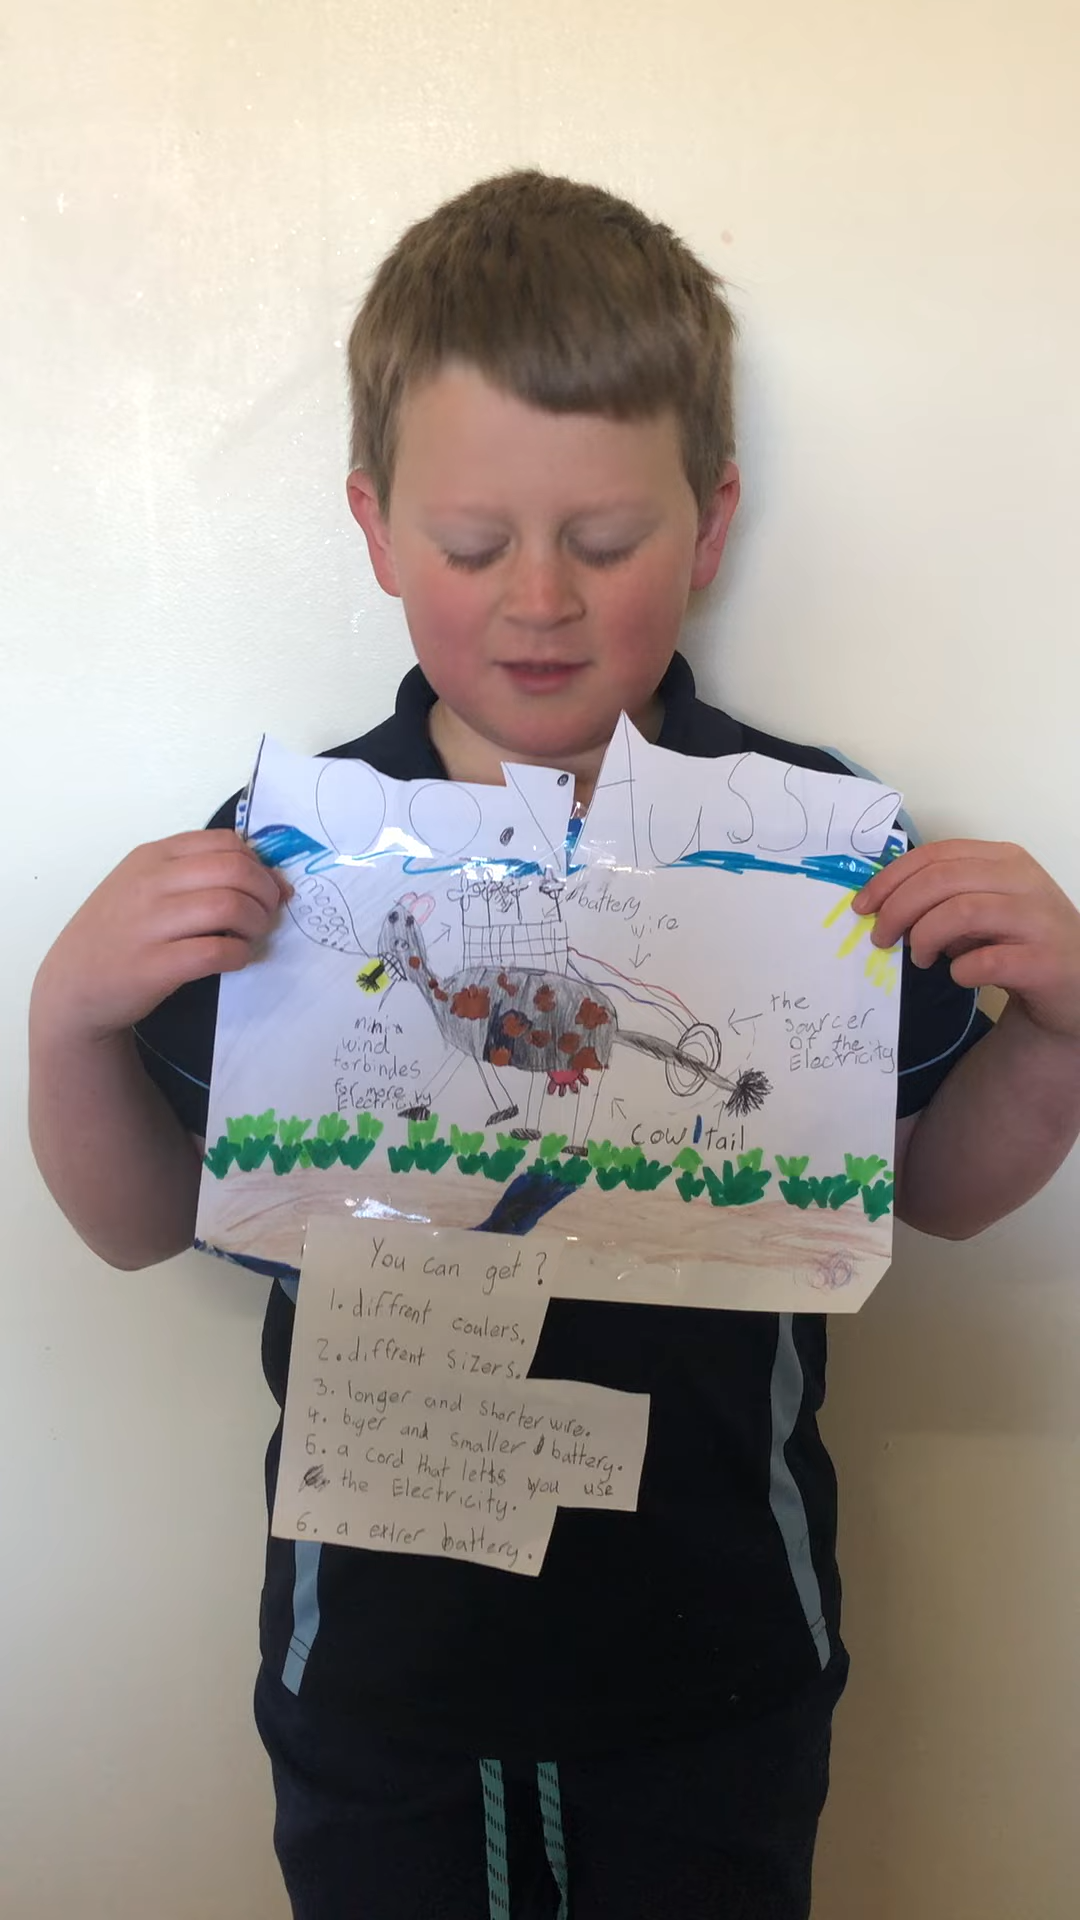 Aussie
mooo
battery
wire
the
sourcer
of the
Electricity
mini
wind
torbindes
for more
Electricity
cow tail
You can get?
1. diffrent coulers.
2. diffrent sizers.
3. longer and shorter wire.
4. biger and smaller battery.
5. a cord that letts you use
the Electricity.
6. a extrer battery.